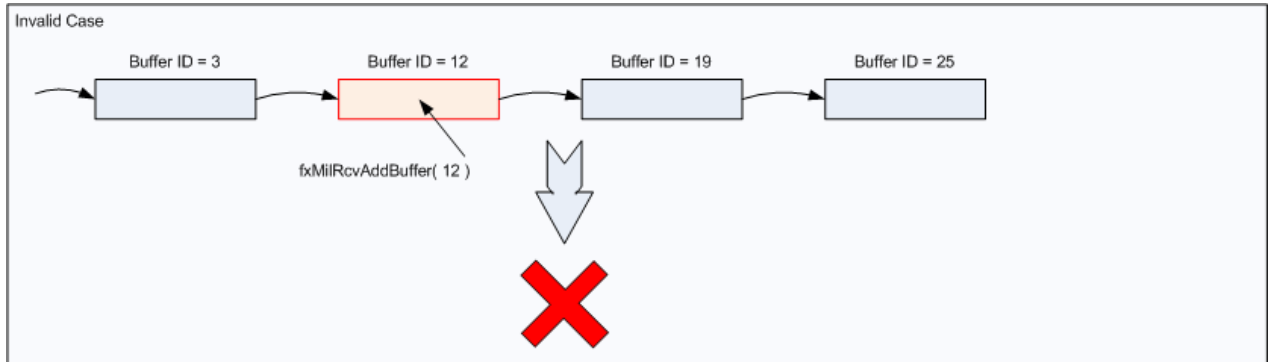 Invalid Case
Buffer ID = 3
Buffer ID = 12
Buffer ID = 19
Buffer ID = 25
fxMilRcvAddBuffer( 12 )